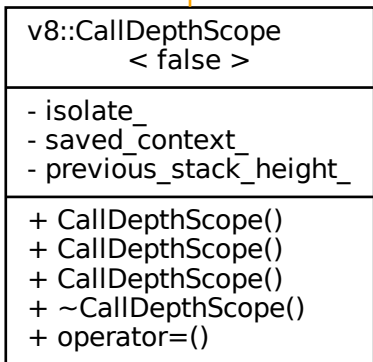 v8::CallDepthScope
< false >
- isolate_
- saved_context_
- previous_stack_height_
+ CallDepthScope()
+ CallDepthScope()
+ CallDepthScope()
+ ~CallDepthScope()
+ operator=()